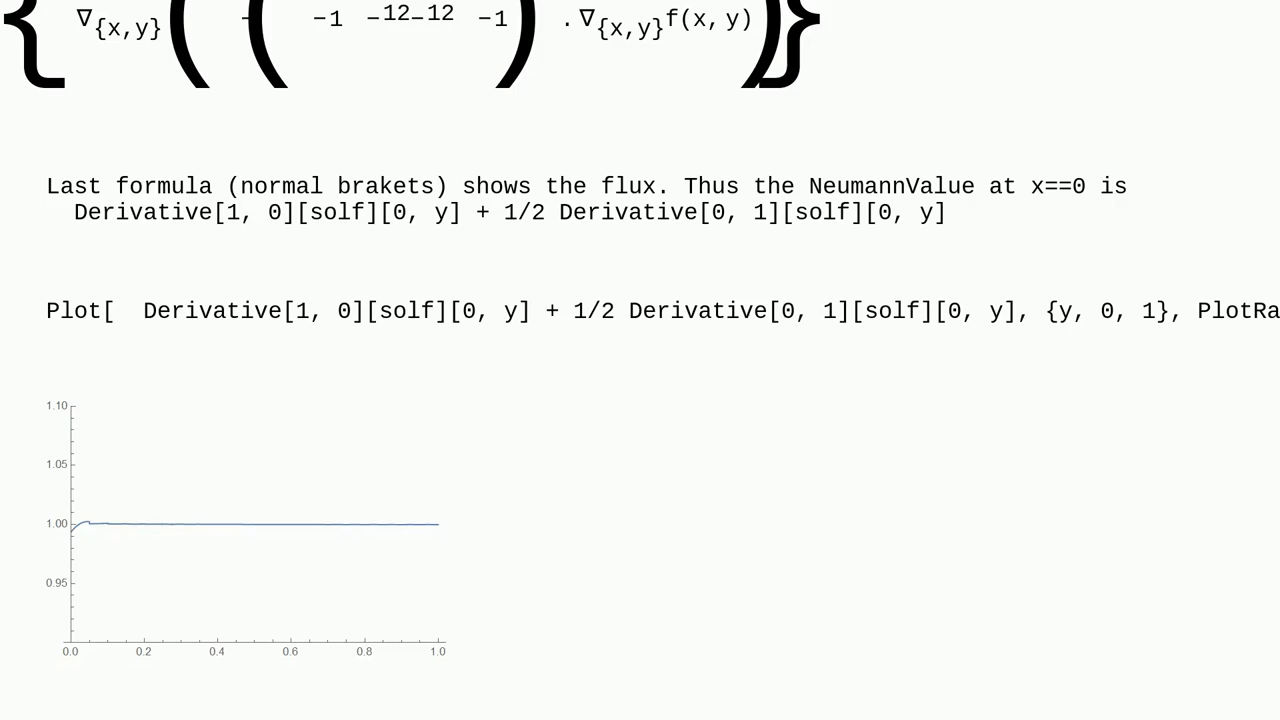 { ∇{x,y} ( -( −1 −12−12 −1 ) . ∇{x,y}f(x, y) ) }
Last formula (normal brakets) shows the flux. Thus the NeumannValue at x==0 is
Derivative[1, 0][solf][0, y] + 1/2 Derivative[0, 1][solf][0, y]
Plot[  Derivative[1, 0][solf][0, y] + 1/2 Derivative[0, 1][solf][0, y], {y, 0, 1}, PlotRa
1.10
1.05
1.00
0.95
0.0 0.2 0.4 0.6 0.8 1.0